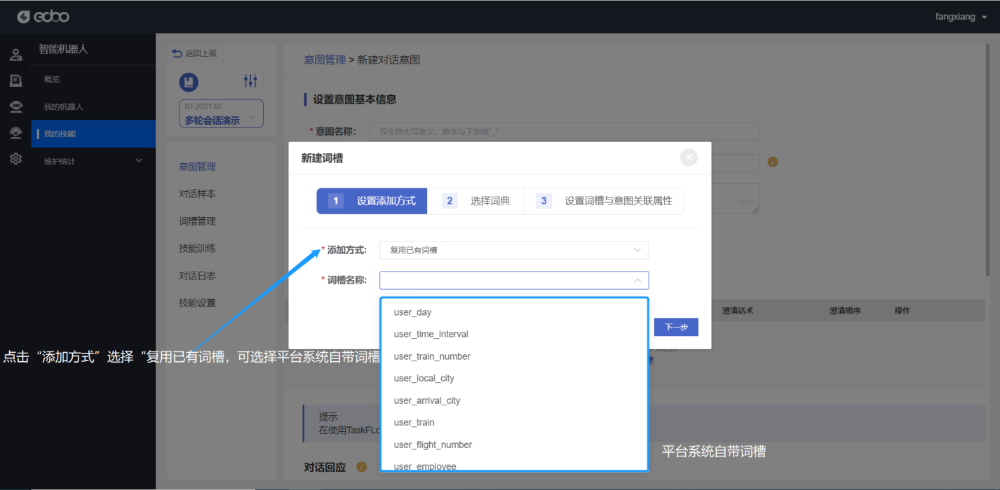 edbo
fangxiang
智能机器人
概览
我的机器人
我的技能
维护统计
返回上级
ID 202130
多轮会话演示
意图管理
对话样本
词槽管理
技能训练
对话日志
技能设置
意图管理 > 新建对话意图
设置意图基本信息
* 意图名称:
仅支持大写英文、数字与下划线"_"
0/50
新建词槽
1 设置添加方式
2 选择词典
3 设置词槽与意图关联属性
* 添加方式:
复用已有词槽
* 词槽名称:
user_day
user_time_interval
user_train_number
user_local_city
user_arrival_city
user_train
user_flight_number
user_employee
下一步
澄清话术
澄清顺序
操作
点击“添加方式”选择“复用已有词槽，可选择平台系统自带词槽
提示
在使用TaskFLo
平台系统自带词槽
对话回应